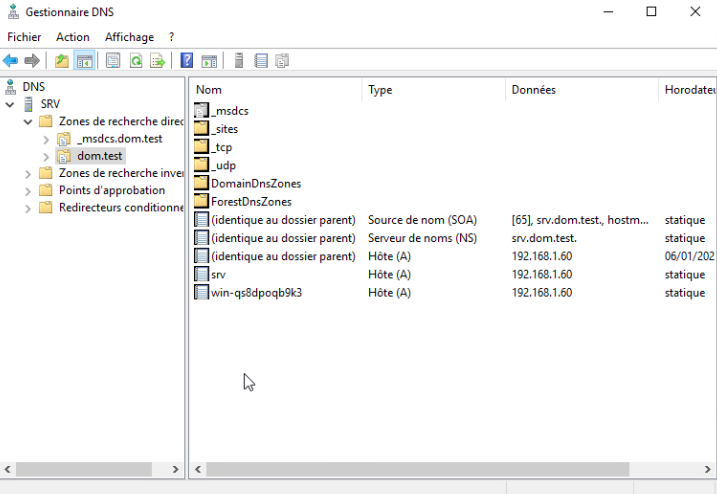 Gestionnaire DNS
Fichier Action Affichage ?
DNS
SRV
Zones de recherche direc
_msdcs.dom.test
dom.test
Zones de recherche inver
Points d'approbation
Redirecteurs conditionne
Nom Type Données Horodateu
_msdcs
_sites
_tcp
_udp
DomainDnsZones
ForestDnsZones
(identique au dossier parent) Source de nom (SOA) [65], srv.dom.test., hostm... statique
(identique au dossier parent) Serveur de noms (NS) srv.dom.test. statique
(identique au dossier parent) Hôte (A) 192.168.1.60 06/01/202
srv Hôte (A) 192.168.1.60 statique
win-qs8dpoqb9k3 Hôte (A) 192.168.1.60 statique